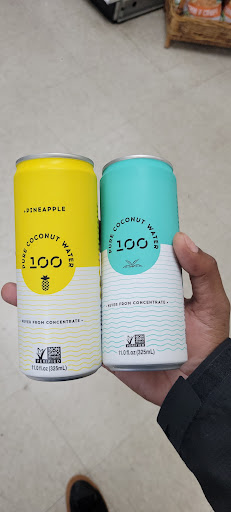 PINEAPPLE
PURE COCONUT WATER
100
NEVER FROM CONCENTRATE
11.0 fl oz (325mL)
PURE COCONUT WATER
100
NEVER FROM CONCENTRATE
11.0 fl oz (325mL)